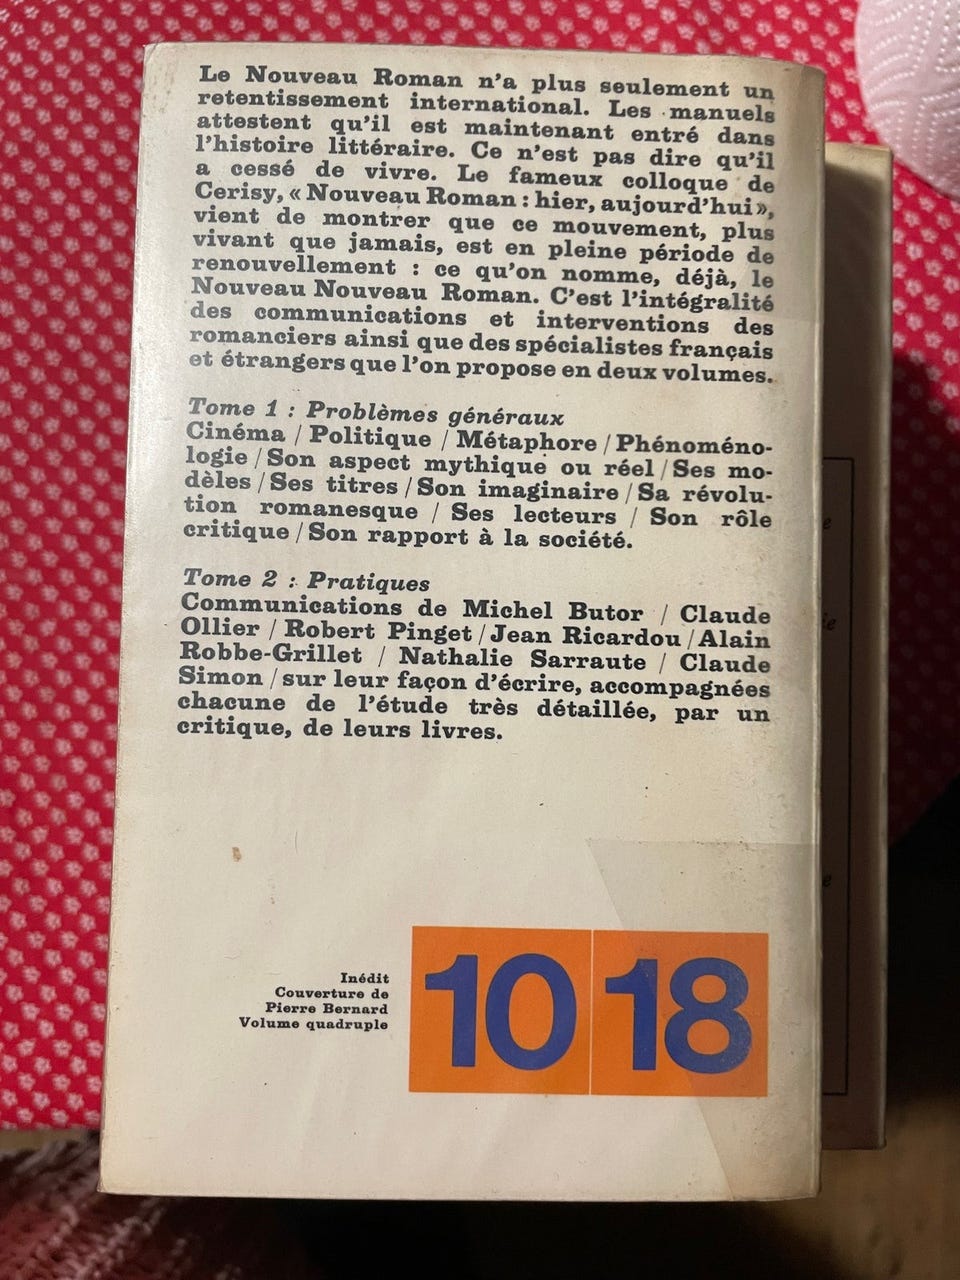 Le Nouveau Roman n'a plus seulement un
retentissement international. Les manuels
attestent qu'il est maintenant entré dans
l'histoire littéraire. Ce n'est pas dire qu'il
a cessé de vivre. Le fameux colloque de
Cerisy, « Nouveau Roman : hier, aujourd'hui »,
vient de montrer que ce mouvement, plus
vivant que jamais, est en pleine période de
renouvellement : ce qu'on nomme, déjà, le
Nouveau Nouveau Roman. C'est l'intégralité
des communications et interventions des
romanciers ainsi que des spécialistes français
et étrangers que l'on propose en deux volumes.
Tome 1 : Problèmes généraux
Cinéma / Politique / Métaphore / Phénoméno-
logie / Son aspect mythique ou réel / Ses mo-
dèles / Ses titres / Son imaginaire / Sa révolu-
tion romanesque / Ses lecteurs / Son rôle
critique / Son rapport à la société.
Tome 2 : Pratiques
Communications de Michel Butor / Claude
Ollier / Robert Pinget / Jean Ricardou / Alain
Robbe-Grillet / Nathalie Sarraute / Claude
Simon / sur leur façon d'écrire, accompagnées
chacune de l'étude très détaillée, par un
critique, de leurs livres.
Inédit
Couverture de
Pierre Bernard
Volume quadruple
10 18